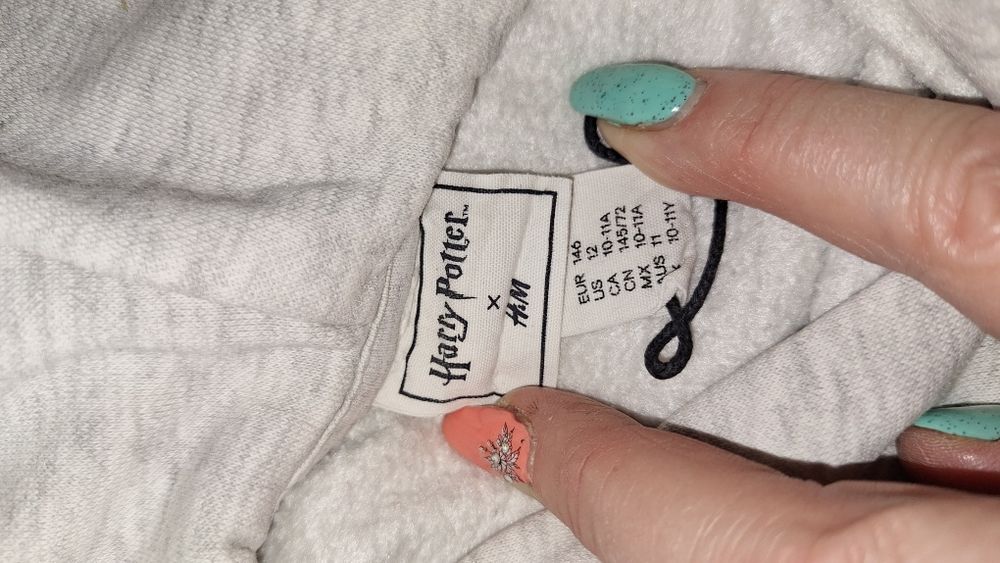 Harry Potter™
×
H&M
EUR 146
US 12
CA 10-11A
CN 145/72
MX 10-11A
AUS 11
10-11Y